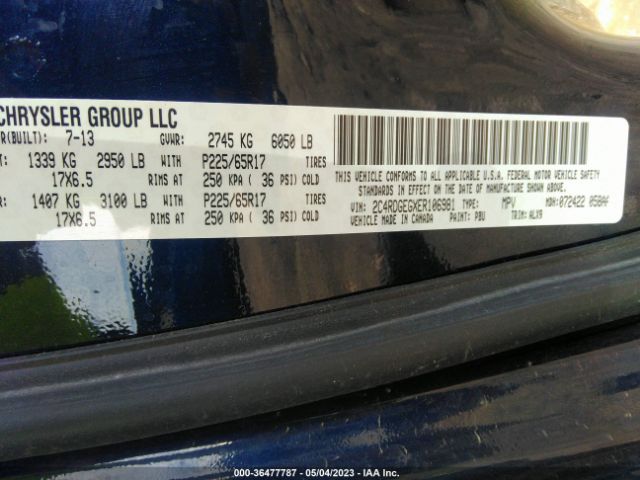 CHRYSLER GROUP LLC
R(BUILT): 7-13 GVWR: 2745 KG 6050 LB
T: 1339 KG 2950 LB WITH P225/65R17 TIRES
17X6.5 RIMS AT 250 KPA ( 36 PSI) COLD
R: 1407 KG 3100 LB WITH P225/65R17 TIRES
17X6.5 RIMS AT 250 KPA ( 36 PSI) COLD
THIS VEHICLE CONFORMS TO ALL APPLICABLE U.S.A. FEDERAL MOTOR VEHICLE SAFETY
STANDARDS IN EFFECT ON THE DATE OF MANUFACTURE SHOWN ABOVE.
VIN: 2C4RDGEGXER106981 TYPE: MPV MDH: 072422 058AF
VEHICLE MADE IN CANADA PAINT: PBU TRIM: ALX9
000-36477787 - 05/04/2023 - IAA Inc.